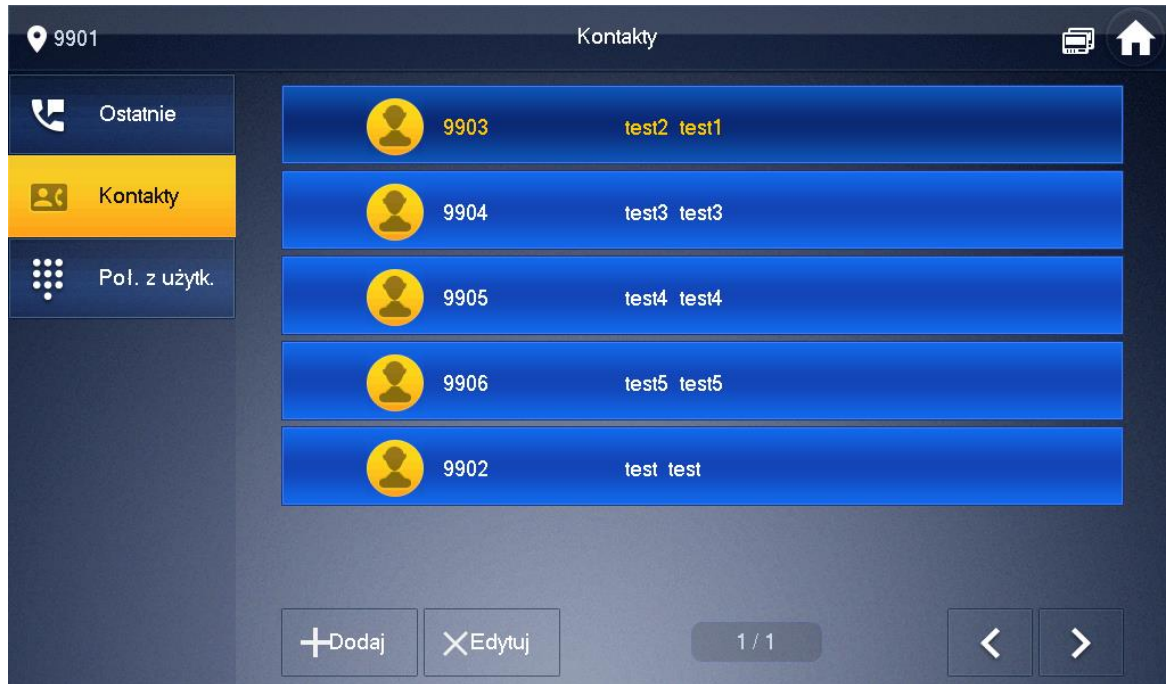 9901
Kontakty
Ostatnie
Kontakty
Poł. z użytk.
9903 test2 test1
9904 test3 test3
9905 test4 test4
9906 test5 test5
9902 test test
Dodaj
Edytuj
1 / 1